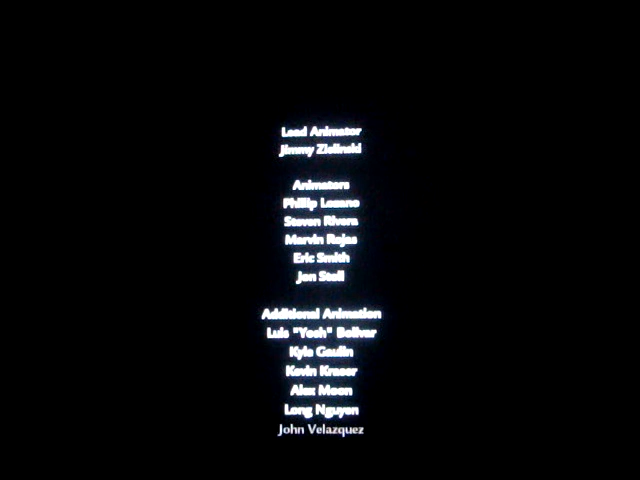 Lead Animator
Jimmy Zielinski
Animators
Phillip Lozano
Steven Rivera
Marvin Rojas
Eric Smith
Jon Stoll
Additional Animation
Luis "Yosh" Bolivar
Kyle Gaulin
Kevin
Alex Moon
Long Nguyen
John Velazquez